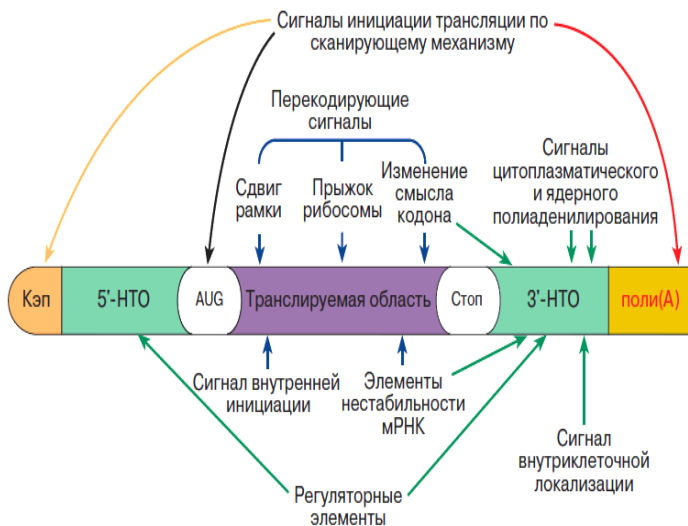 Сигналы инициации трансляции по
сканирующему механизму
Перекодирующие
сигналы
Сдвиг
рамки
Прыжок
рибосомы
Изменение
смысла
кодона
Сигналы
цитоплазматического
и ядерного
полиаденилирования
Кэп
5'-НТО
AUG
Транслируемая область
Стоп
3'-НТО
поли(А)
Сигнал внутренней
инициации
Элементы
нестабильности
мРНК
Сигнал
внутриклеточной
локализации
Регуляторные
элементы